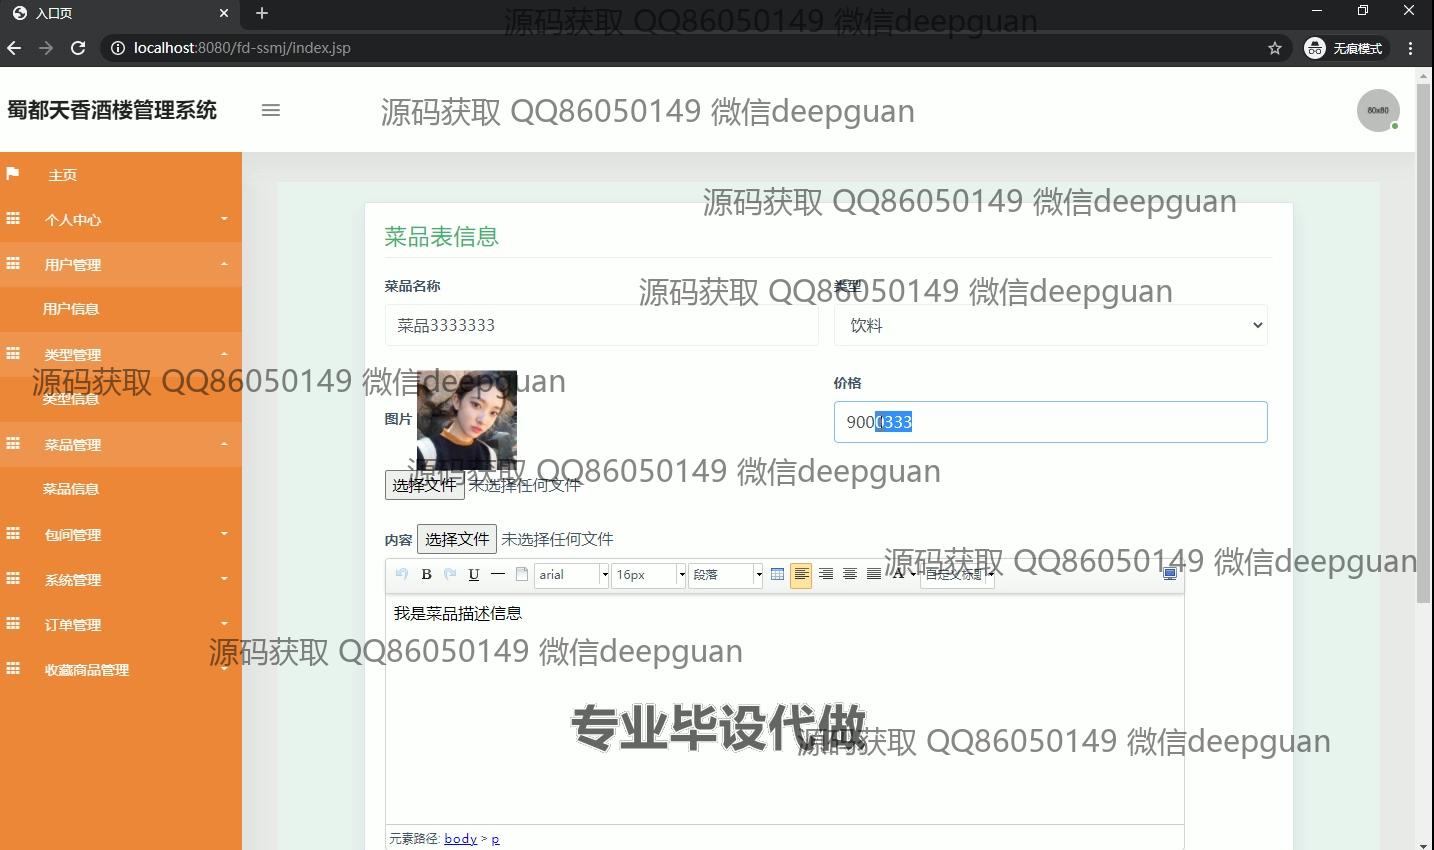 入口页
源码获取 QQ86050149 微信deepguan
localhost:8080/fd-ssmj/index.jsp
无痕模式
蜀都天香酒楼管理系统
源码获取 QQ86050149 微信deepguan
80x80
主页
源码获取 QQ86050149 微信deepguan
个人中心
菜品表信息
用户管理
菜品名称
类型
源码获取 QQ86050149 微信deepguan
用户信息
菜品3333333
饮料
类型管理
源码获取 QQ86050149 微信deepguan
价格
类型信息
图片
9000333
菜品管理
源码获取 QQ86050149 微信deepguan
选择文件 未选择任何文件
菜品信息
包间管理
内容 选择文件 未选择任何文件
源码获取 QQ86050149 微信deepguan
B U arial 16px 段落 A 自定义标题
系统管理
我是菜品描述信息
订单管理
源码获取 QQ86050149 微信deepguan
收藏商品管理
专业毕设代做
源码获取 QQ86050149 微信deepguan
元素路径: body > p